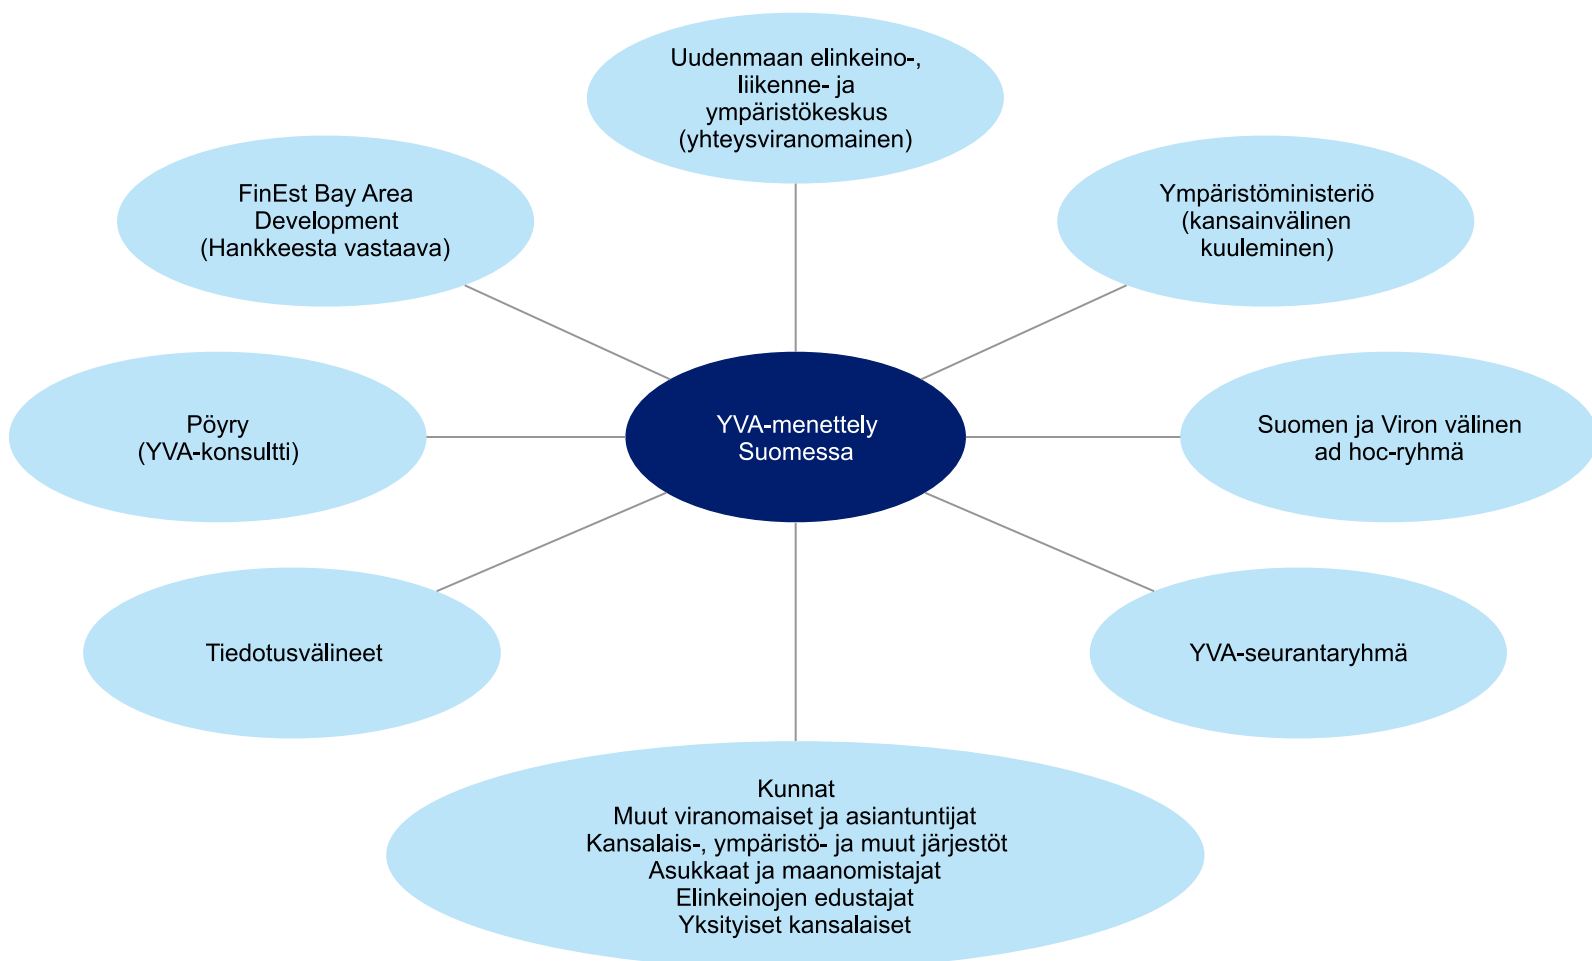 Uudenmaan elinkeino-,
liikenne- ja
ympäristökeskus
(yhteysviranomainen)
FinEst Bay Area
Development
(Hankkeesta vastaava)
Ympäristöministeriö
(kansainvälinen
kuuleminen)
Pöyry
(YVA-konsultti)
YVA-menettely
Suomessa
Suomen ja Viron välinen
ad hoc-ryhmä
Tiedotusvälineet
YVA-seurantaryhmä
Kunnat
Muut viranomaiset ja asiantuntijat
Kansalais-, ympäristö- ja muut järjestöt
Asukkaat ja maanomistajat
Elinkeinojen edustajat
Yksityiset kansalaiset